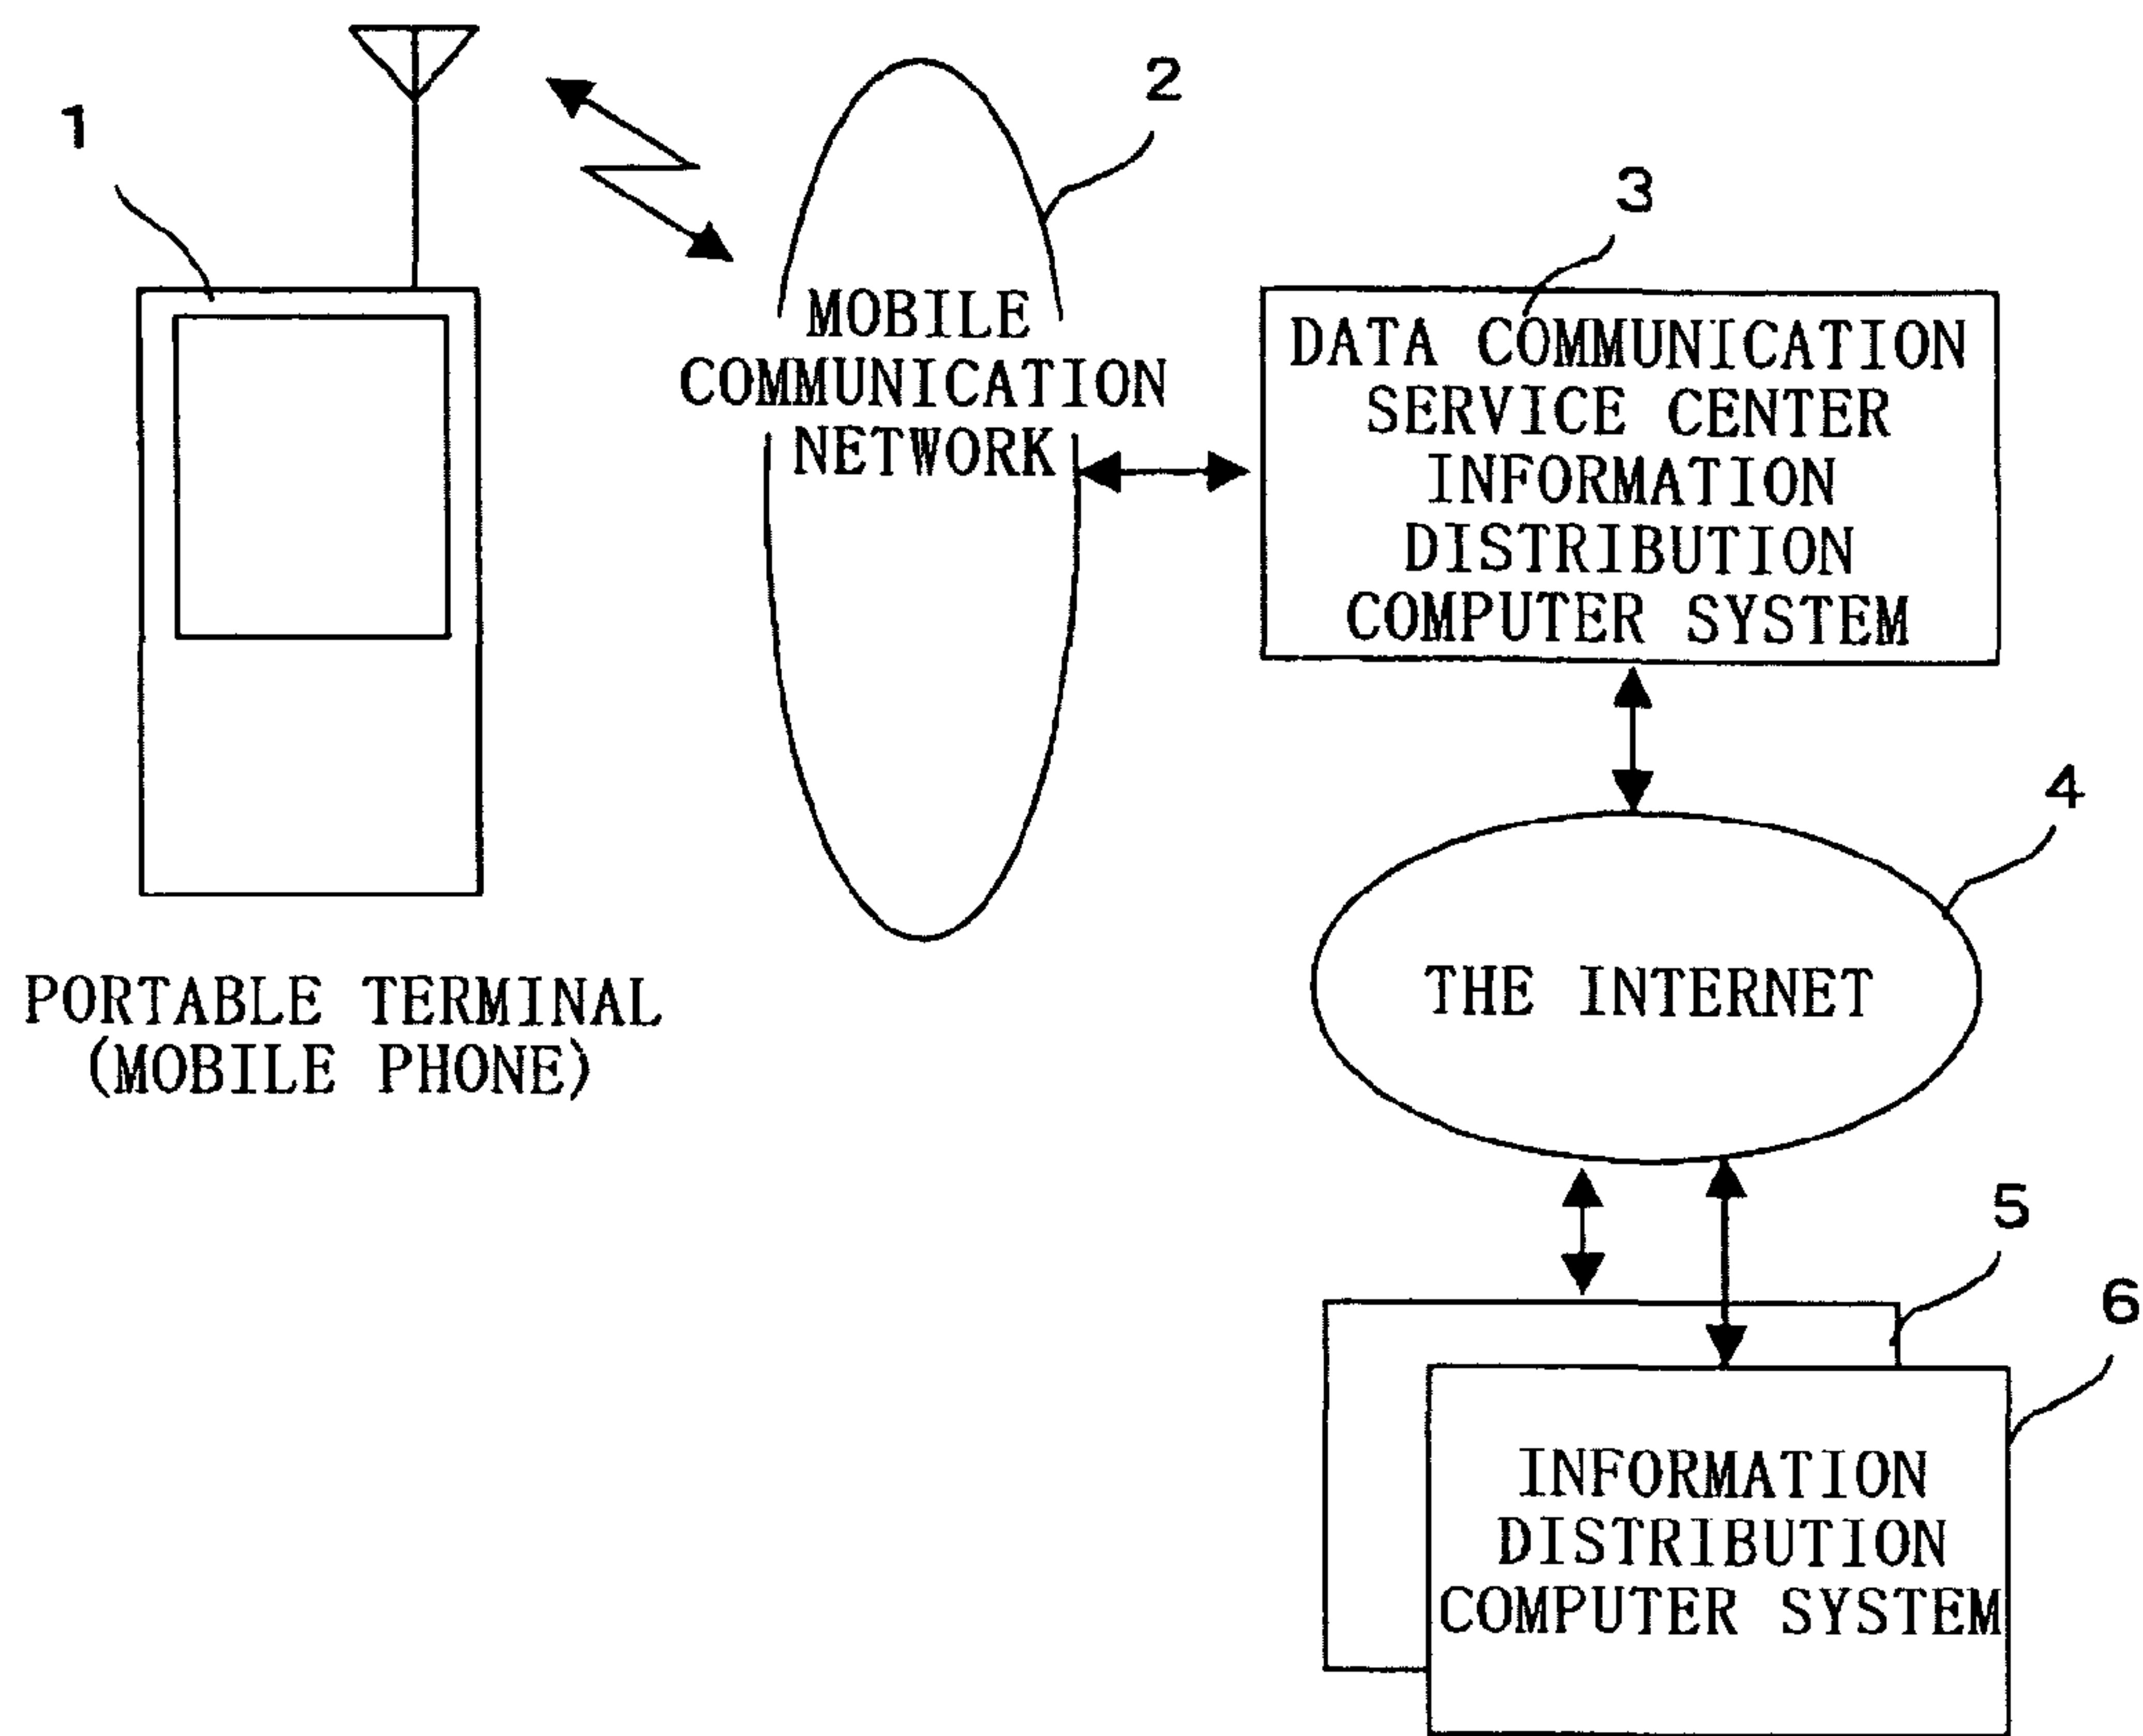 1
2
3
MOBILE
COMMUNICATION
NETWORK
DATA COMMUNICATION
SERVICE CENTER
INFORMATION
DISTRIBUTION
COMPUTER SYSTEM
4
THE INTERNET
PORTABLE TERMINAL
(MOBILE PHONE)
5
6
INFORMATION
DISTRIBUTION
COMPUTER SYSTEM